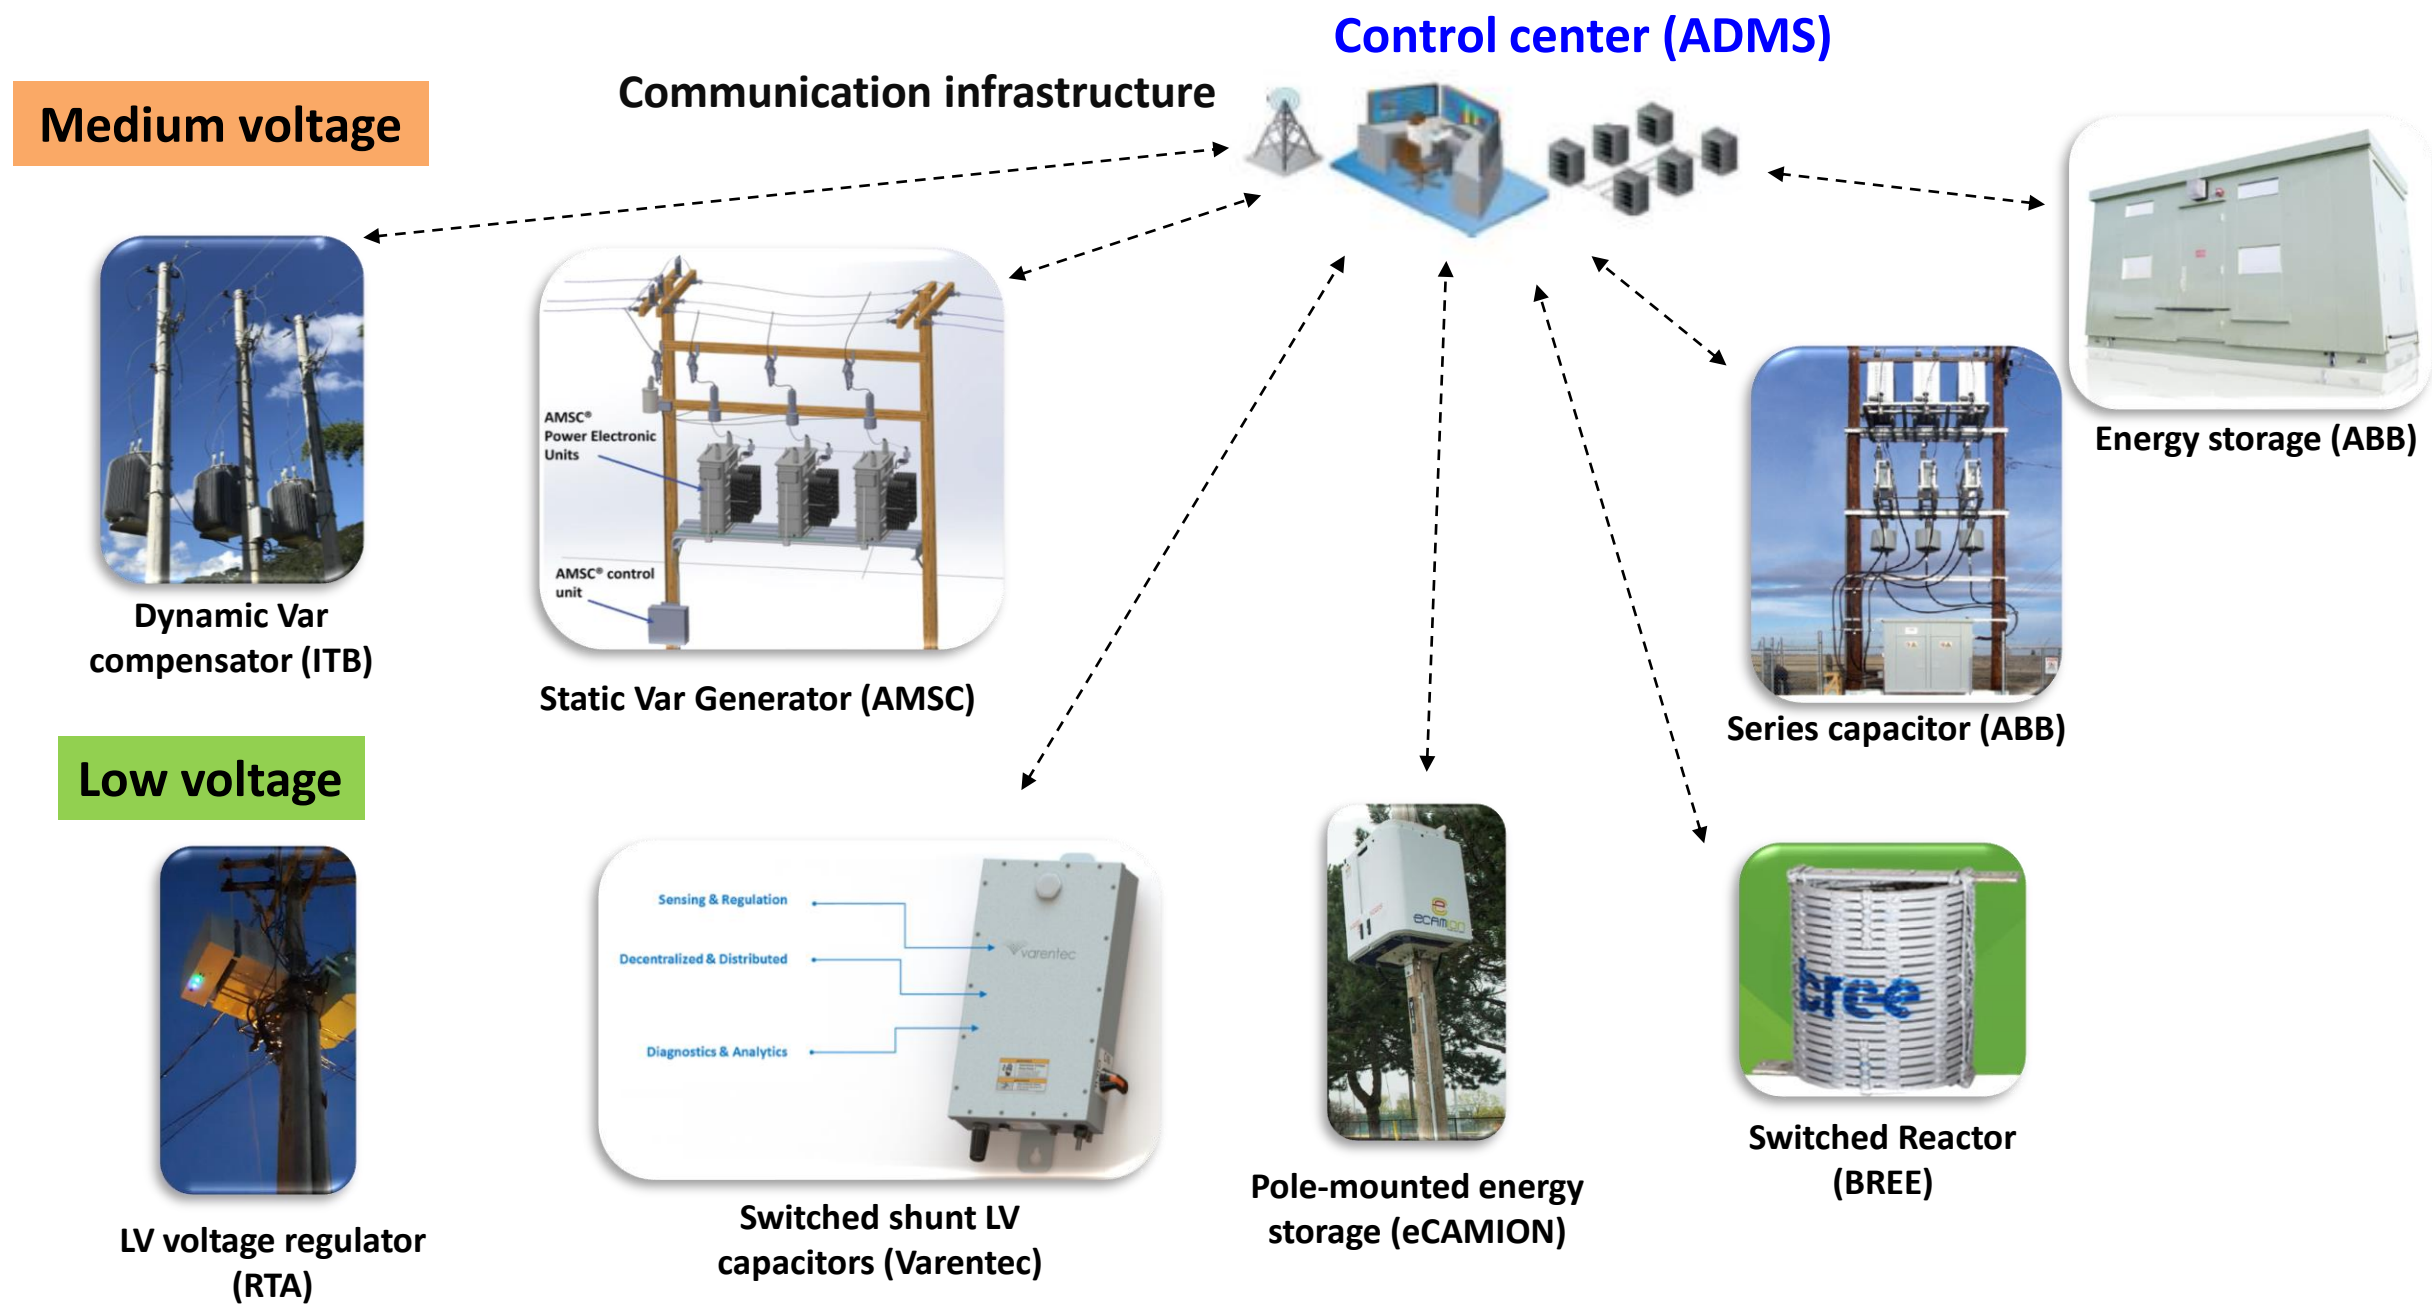 Control center (ADMS)
Communication infrastructure
Medium voltage
AMSC®
Power Electronic
Units
AMSC® control
unit
Energy storage (ABB)
Dynamic Var
compensator (ITB)
Static Var Generator (AMSC)
Series capacitor (ABB)
Low voltage
Sensing & Regulation
Decentralized & Distributed
Diagnostics & Analytics
varentec
eCAMION
bree
Switched Reactor
(BREE)
Pole-mounted energy
storage (eCAMION)
Switched shunt LV
capacitors (Varentec)
LV voltage regulator
(RTA)